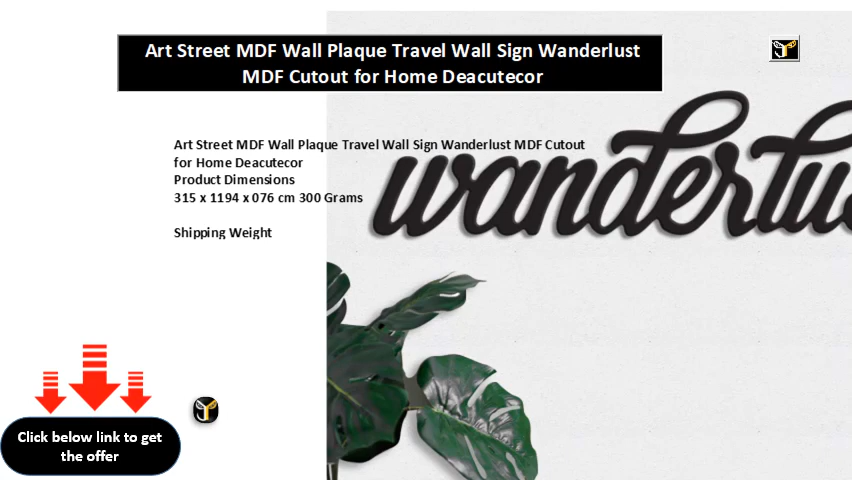 Art Street MDF Wall Plaque Travel Wall Sign Wanderlust
MDF Cutout for Home Deacutecor
Art Street MDF Wall Plaque Travel Wall Sign Wanderlust MDF Cutout
for Home Deacutecor
Product Dimensions
315 x 1194 x 076 cm 300 Grams
Shipping Weight
wanderlu
Click below link to get
the offer